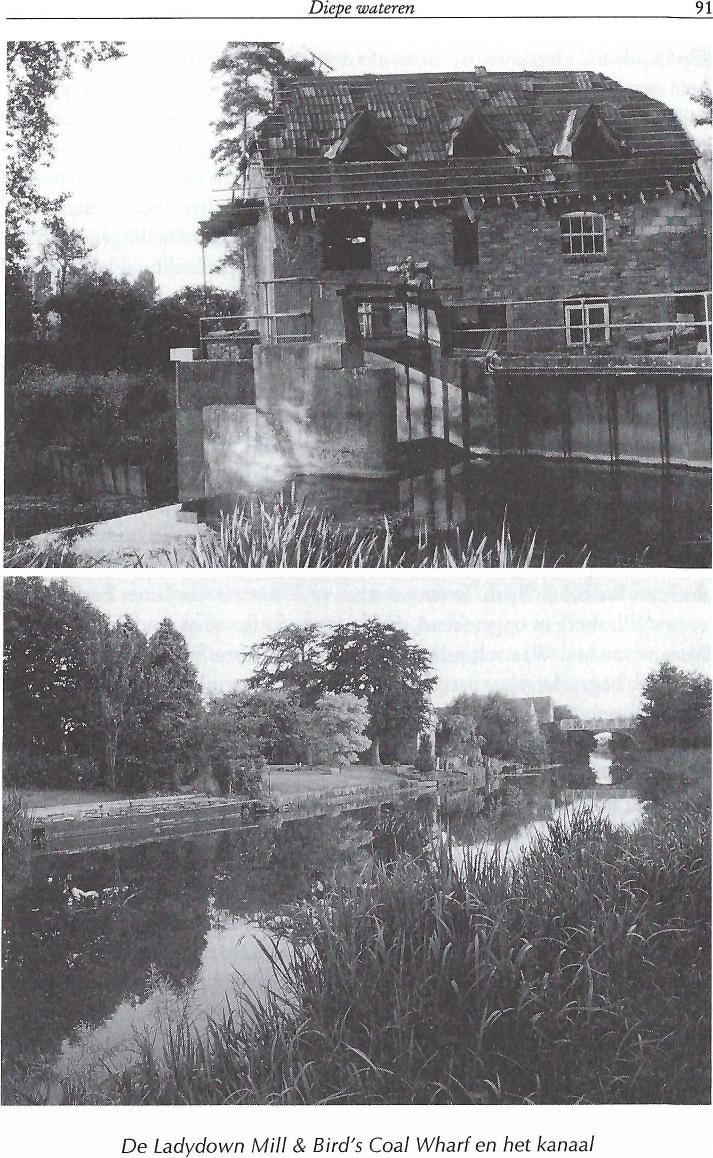 Diepe wateren 91
De Ladydown Mill & Bird's Coal Wharf en het kanaal